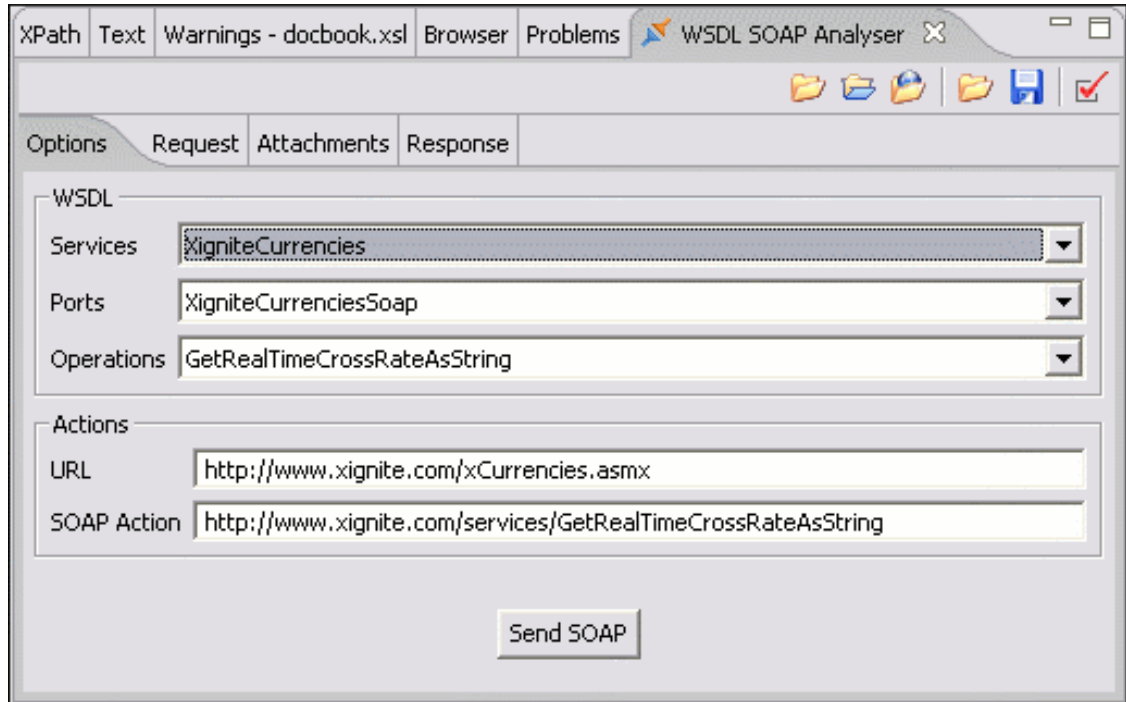 XPath Text Warnings - docbook.xsl Browser Problems WSDL SOAP Analyser
Options Request Attachments Response
WSDL
Services XigniteCurrencies
Ports XigniteCurrenciesSoap
Operations GetRealTimeCrossRateAsString
Actions
URL http://www.xignite.com/xCurrencies.asmx
SOAP Action http://www.xignite.com/services/GetRealTimeCrossRateAsString
Send SOAP